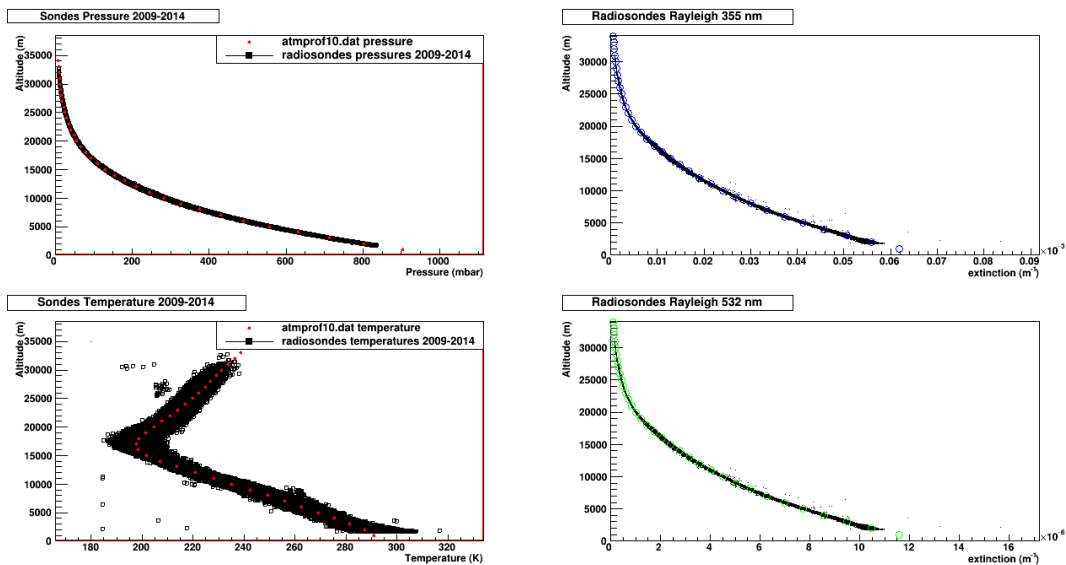 Sondes Pressure 2009-2014
Altitude (m)
35000
30000
25000
20000
15000
10000
5000
0
atmprof10.dat pressure
radiosondes pressures 2009-2014
0 200 400 600 800 1000
Pressure (mbar)
Radiosondes Rayleigh 355 nm
Altitude (m)
30000
25000
20000
15000
10000
5000
0
0 0.01 0.02 0.03 0.04 0.05 0.06 0.07 0.08 0.09
×10⁻³
extinction (m⁻¹)
Sondes Temperature 2009-2014
Altitude (m)
35000
30000
25000
20000
15000
10000
5000
0
atmprof10.dat temperature
radiosondes temperatures 2009-2014
180 200 220 240 260 280 300 320
Temperature (K)
Radiosondes Rayleigh 532 nm
Altitude (m)
30000
25000
20000
15000
10000
5000
0
0 2 4 6 8 10 12 14 16
×10⁻⁶
extinction (m⁻¹)